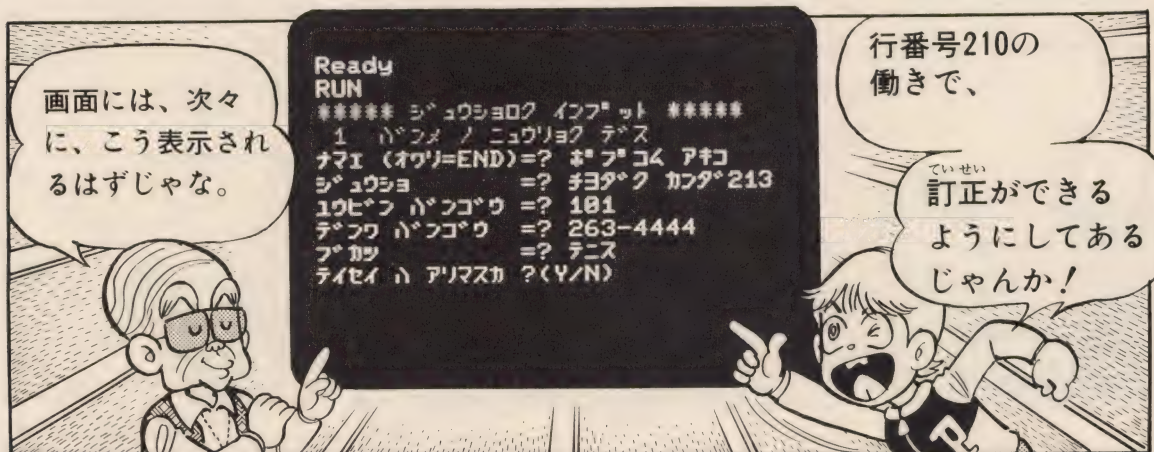 画面には、次々
に、こう表示され
るはずじゃな。
Ready
RUN
***** ジュウショロク インプット *****
1 バンメ ノ ニュウリョク デス
ナマエ (オワリ=END)=? ボブコム アキコ
ジュウショ =? チヨダク カンダ213
ユウビン バンゴウ =? 101
デンワ バンゴウ =? 263-4444
ブカツ =? テニス
テイセイ ハ アリマスカ ?(Y/N)
行番号210の
働きで、
ていせい
訂正ができる
ようにしてある
じゃんか!
P